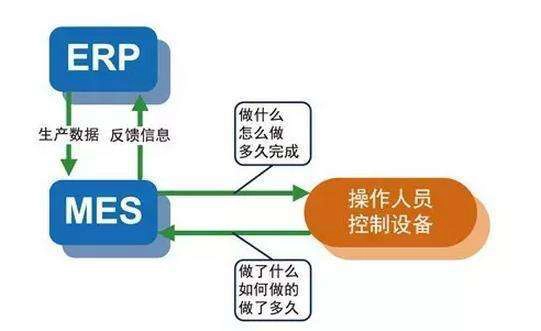 ERP
生产数据 反馈信息
做什么
怎么做
多久完成
MES
操作人员
控制设备
做了什么
如何做的
做了多久